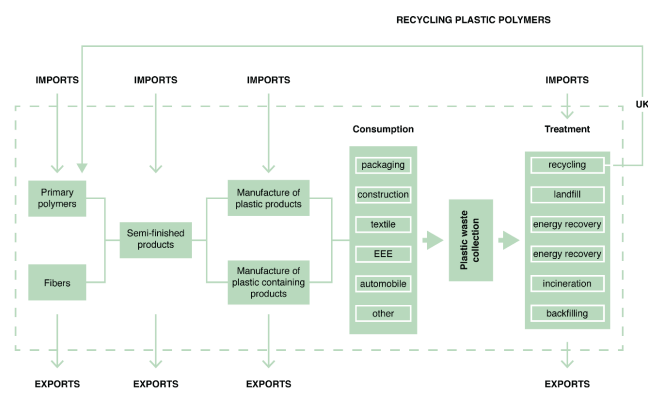 RECYCLING PLASTIC POLYMERS
IMPORTS
IMPORTS
IMPORTS
IMPORTS
UK
Consumption
Treatment
Primary
polymers
Fibers
Semi-finished
products
Manufacture of
plastic products
Manufacture of
plastic containing
products
packaging
construction
textile
EEE
automobile
other
Plastic waste
collection
recycling
landfill
energy recovery
energy recovery
incineration
backfilling
EXPORTS
EXPORTS
EXPORTS
EXPORTS